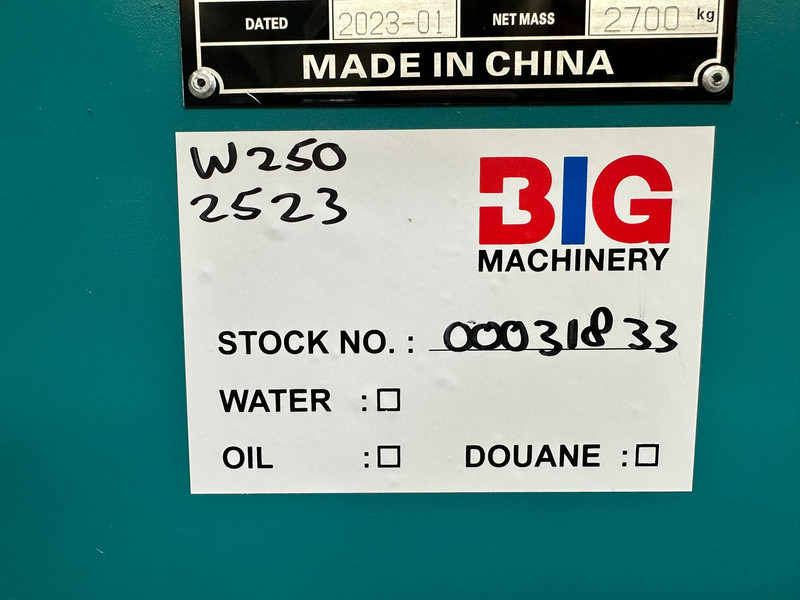 DATED 2023-01 NET MASS 2700 kg
MADE IN CHINA
W250
2523
BIG
MACHINERY
STOCK NO. : 00031833
WATER : ☐
OIL : ☐ DOUANE : ☐